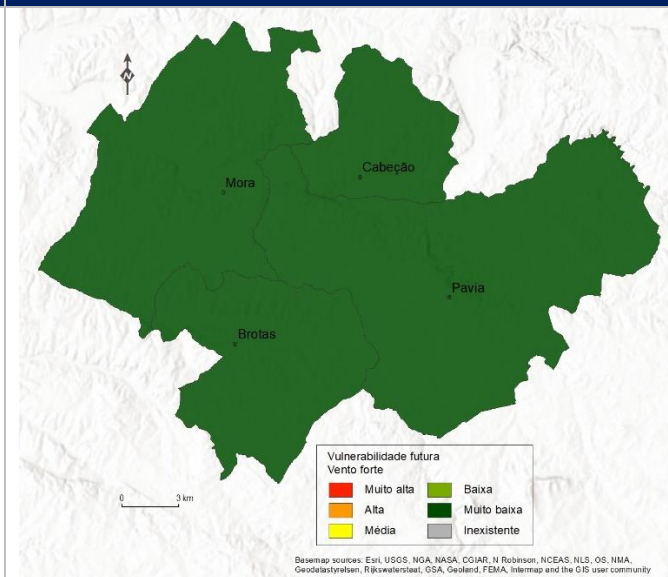 N
Cabeção
Mora
Pavia
Brotas
Vulnerabilidade futura
Vento forte
Muito alta
Baixa
Alta
Muito baixa
Média
Inexistente
0 3 km
Basemap sources: Esri, USGS, NGA, NASA, CGIAR, N Robinson, NCEAS, NLS, OS, NMA,
Geodatastyrelsen, Rijkswaterstaat, GSA, Geoland, FEMA, Intermap and the GIS user community